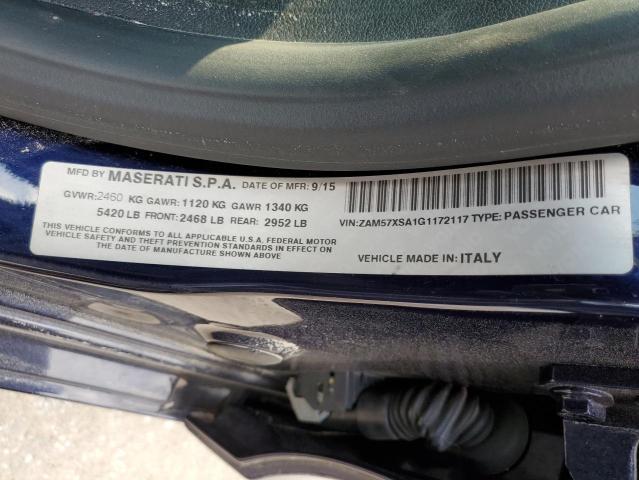 MFD BY MASERATI S.P.A. DATE OF MFR: 9/15
GVWR:2460 KG GAWR:1120 KG GAWR 1340 KG
5420 LB FRONT: 2468 LB REAR: 2952 LB
THIS VEHICLE CONFORMS TO ALL APPLICABLE U.S.A. FEDERAL MOTOR
VEHICLE SAFETY AND THEFT PREVENTION STANDARDS IN EFFECT ON
THE DATE OF MANUFACTURE SHOWN ABOVE
VIN:ZAM57XSA1G1172117 TYPE: PASSENGER CAR
VEHICLE MADE IN: ITALY